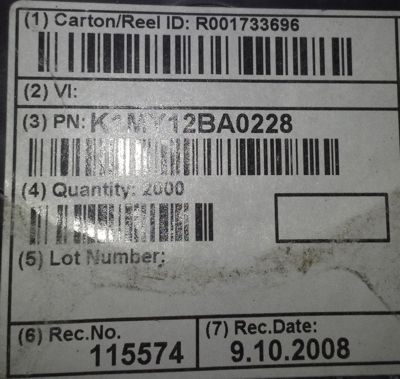 (1) Carton/Reel ID: R001733696
(2) VI:
(3) PN: K1MY12BA0228
(4) Quantity: 2000
(5) Lot Number:
(6) Rec.No.
115574
(7) Rec.Date:
9.10.2008